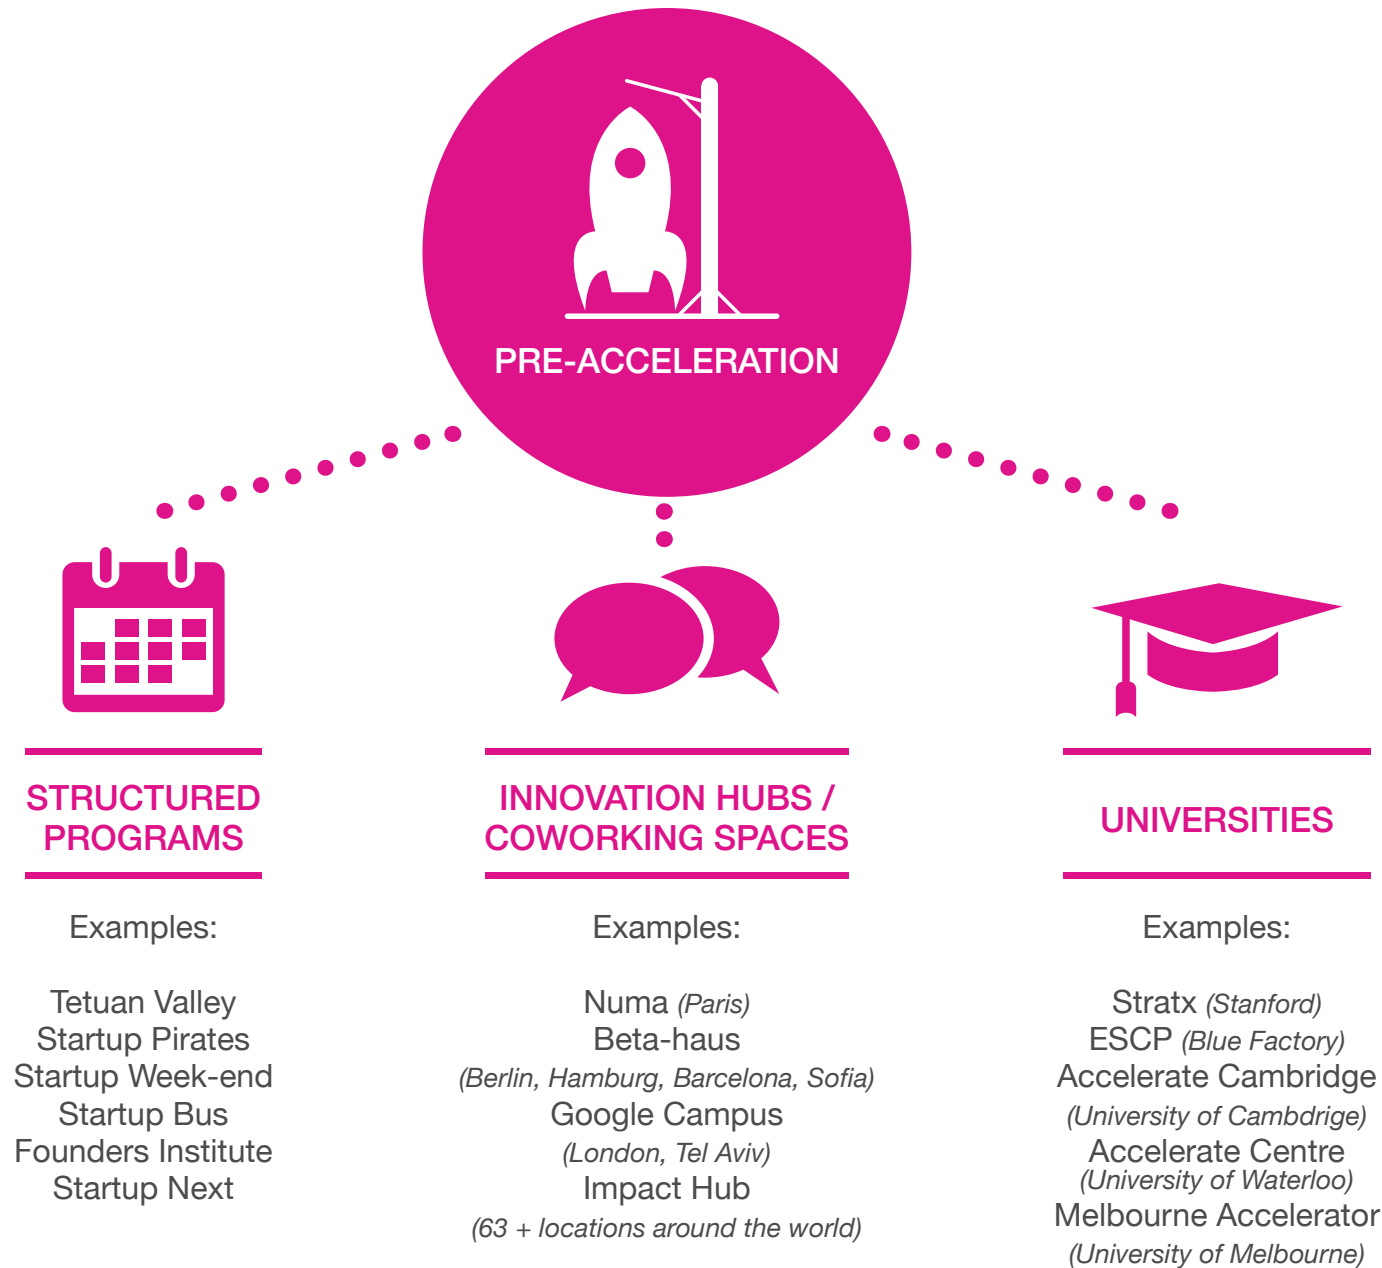 PRE-ACCELERATION
STRUCTURED
PROGRAMS
Examples:
Tetuan Valley
Startup Pirates
Startup Week-end
Startup Bus
Founders Institute
Startup Next
INNOVATION HUBS /
COWORKING SPACES
Examples:
Numa (Paris)
Beta-haus
(Berlin, Hamburg, Barcelona, Sofia)
Google Campus
(London, Tel Aviv)
Impact Hub
(63 + locations around the world)
UNIVERSITIES
Examples:
Stratx (Stanford)
ESCP (Blue Factory)
Accelerate Cambridge
(University of Cambdrige)
Accelerate Centre
(University of Waterloo)
Melbourne Accelerator
(University of Melbourne)